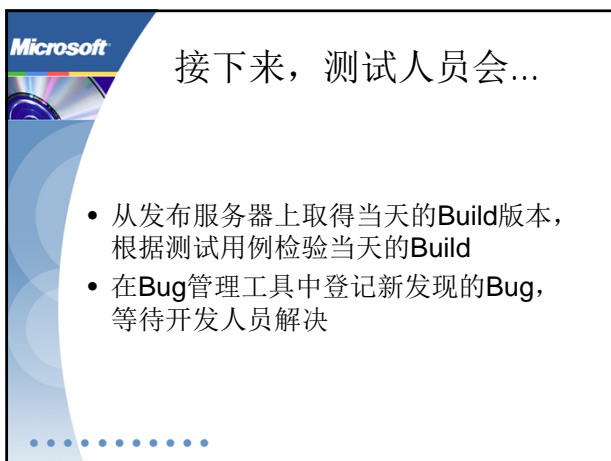 Microsoft
接下来，测试人员会...
• 从发布服务器上取得当天的Build版本，
根据测试用例检验当天的Build
• 在Bug管理工具中登记新发现的Bug，
等待开发人员解决